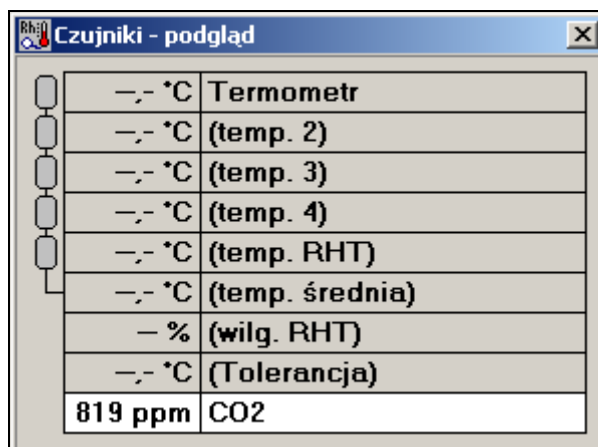 Czujniki - podgląd
–,- °C Termometr
–,- °C (temp. 2)
–,- °C (temp. 3)
–,- °C (temp. 4)
–,- °C (temp. RHT)
–,- °C (temp. średnia)
– % (wilg. RHT)
–,- °C (Tolerancja)
819 ppm CO2